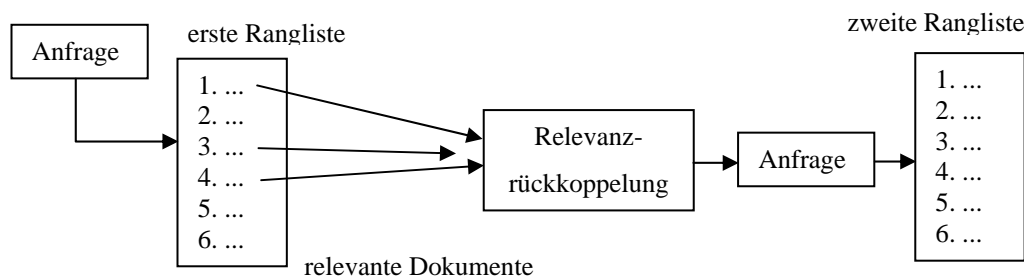 Anfrage
erste Rangliste
1. ...
2. ...
3. ...
4. ...
5. ...
6. ...
relevante Dokumente
Relevanz-
rückkoppelung
Anfrage
zweite Rangliste
1. ...
2. ...
3. ...
4. ...
5. ...
6. ...